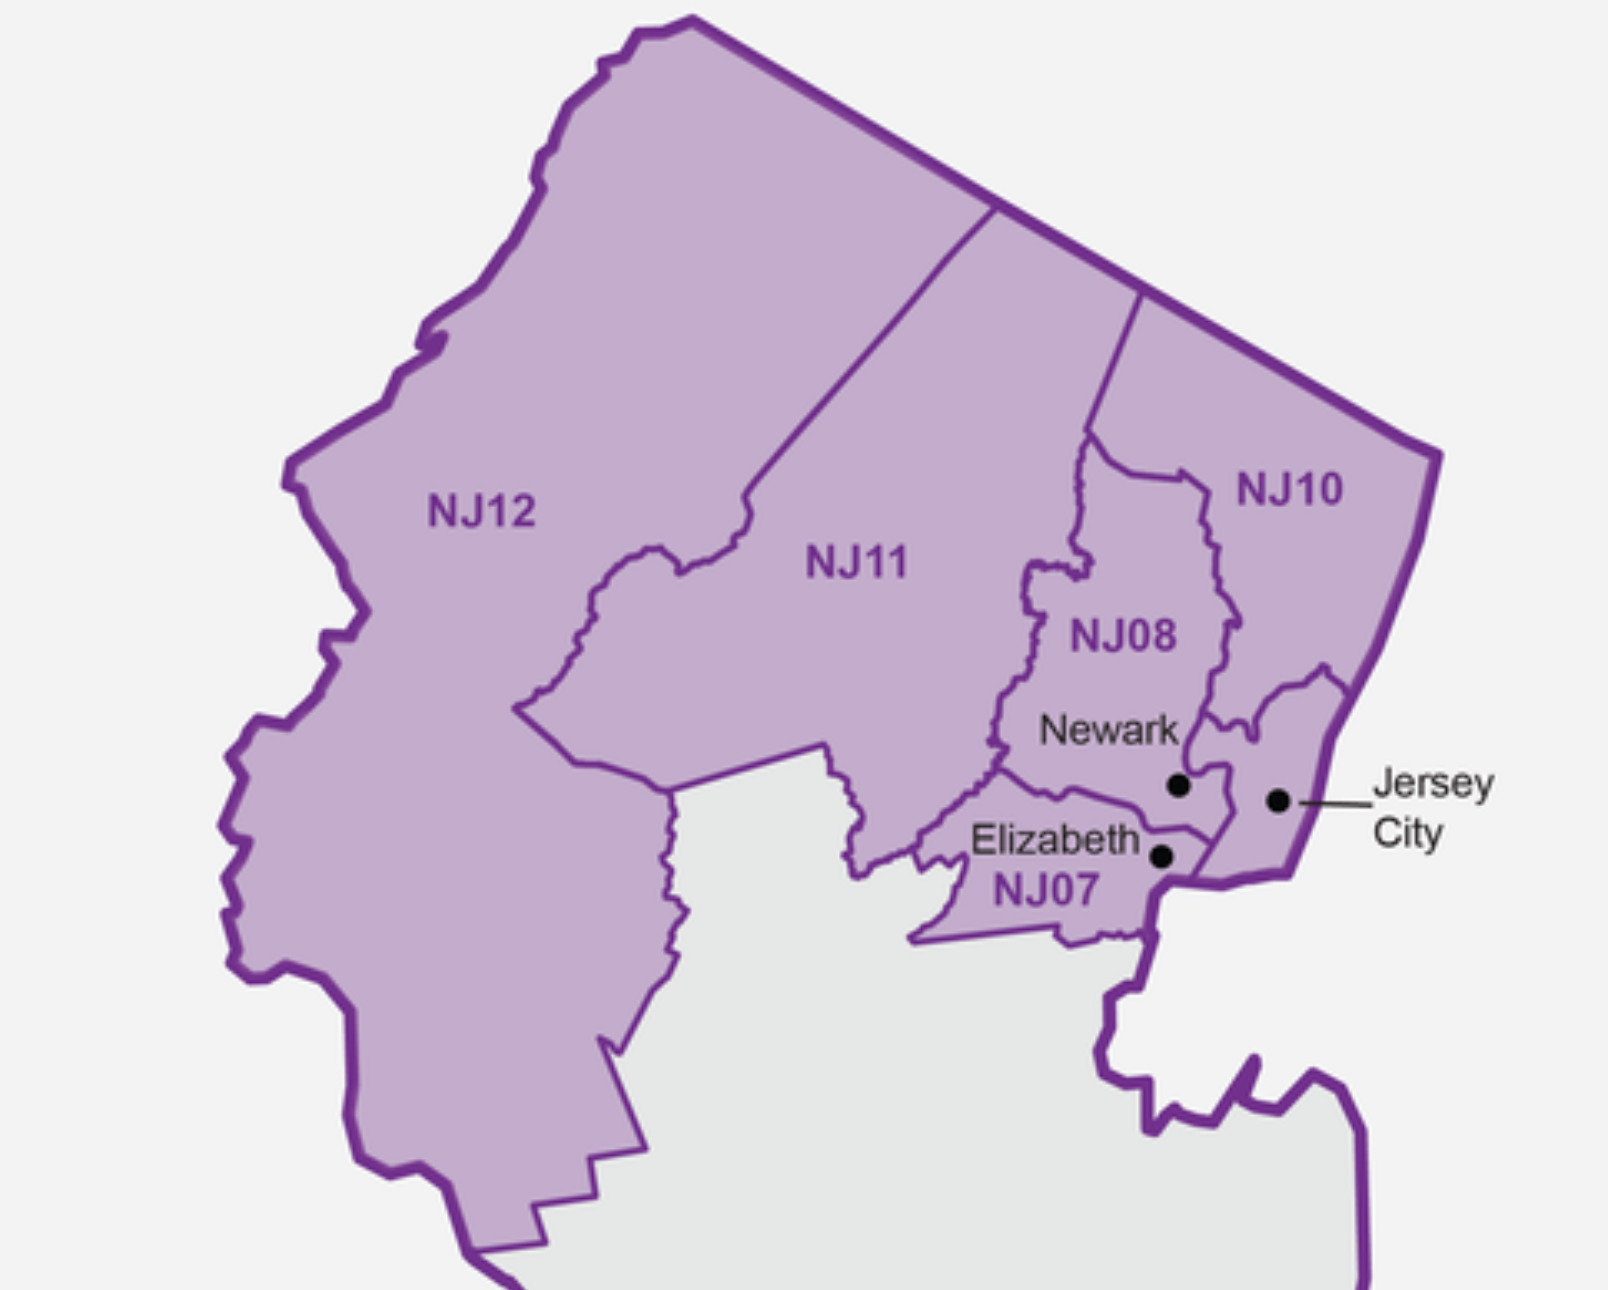 NJ12
NJ10
NJ11
NJ08
Newark
Jersey
City
Elizabeth
NJ07